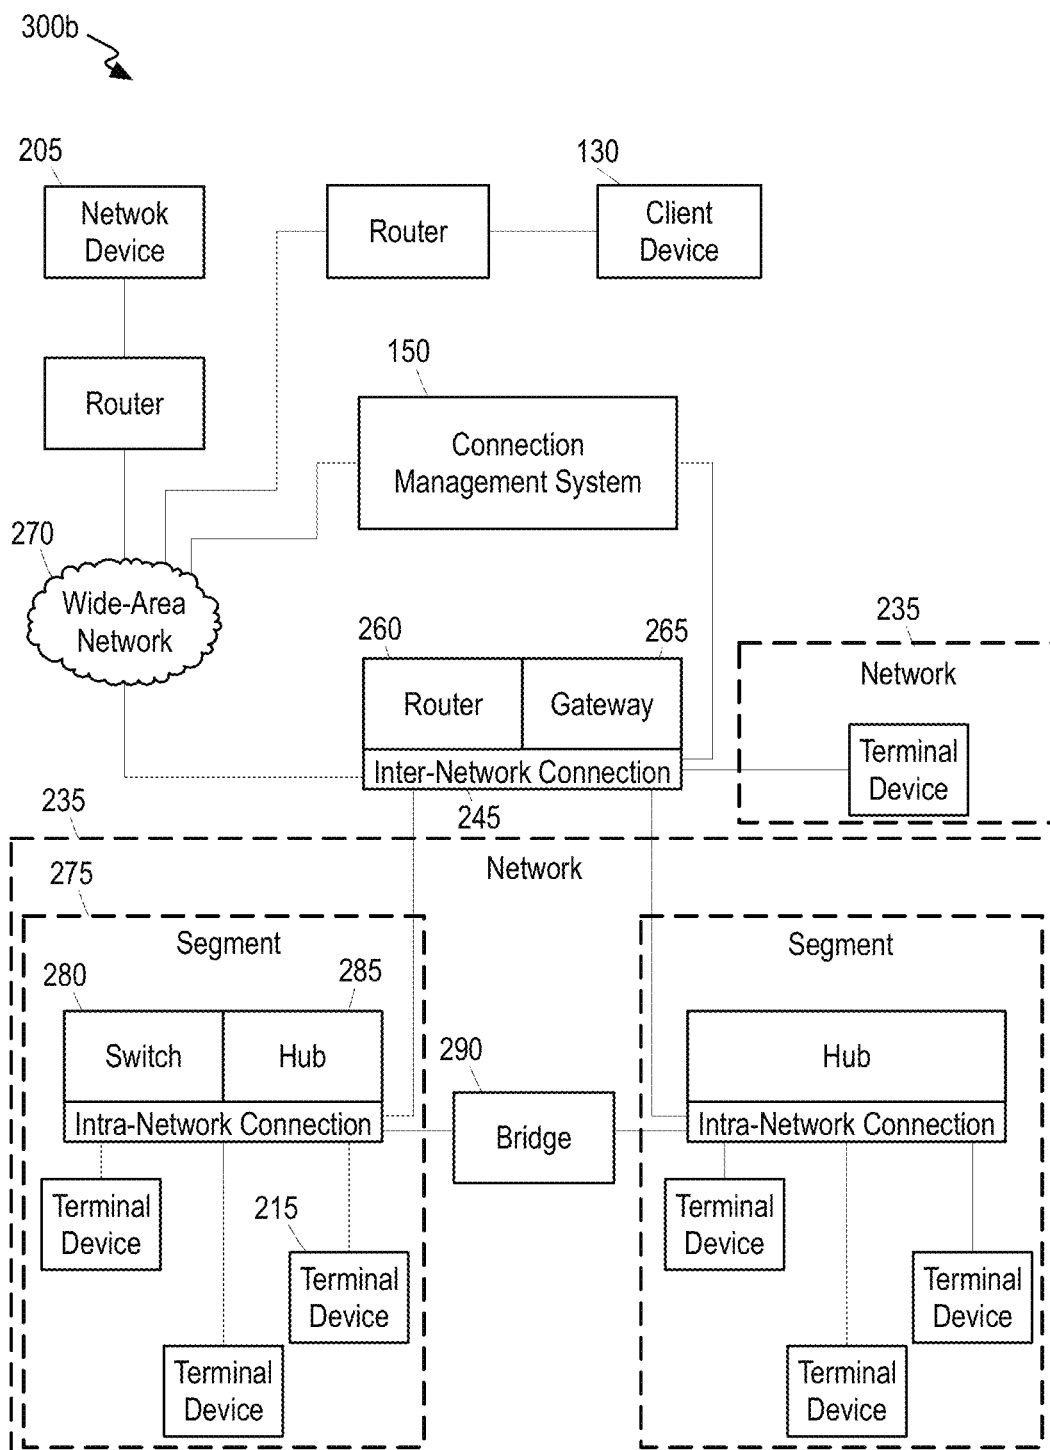 300b
205
130
Netwok
Device
Router
Client
Device
Router
150
Connection
Management System
270
Wide-Area
Network
260
265
235
Router
Gateway
Network
Inter-Network Connection
Terminal
Device
245
235
Network
275
Segment
Segment
280
285
Switch
Hub
290
Hub
Intra-Network Connection
Bridge
Intra-Network Connection
Terminal
Device
215
Terminal
Device
Terminal
Device
Terminal
Device
Terminal
Device
Terminal
Device